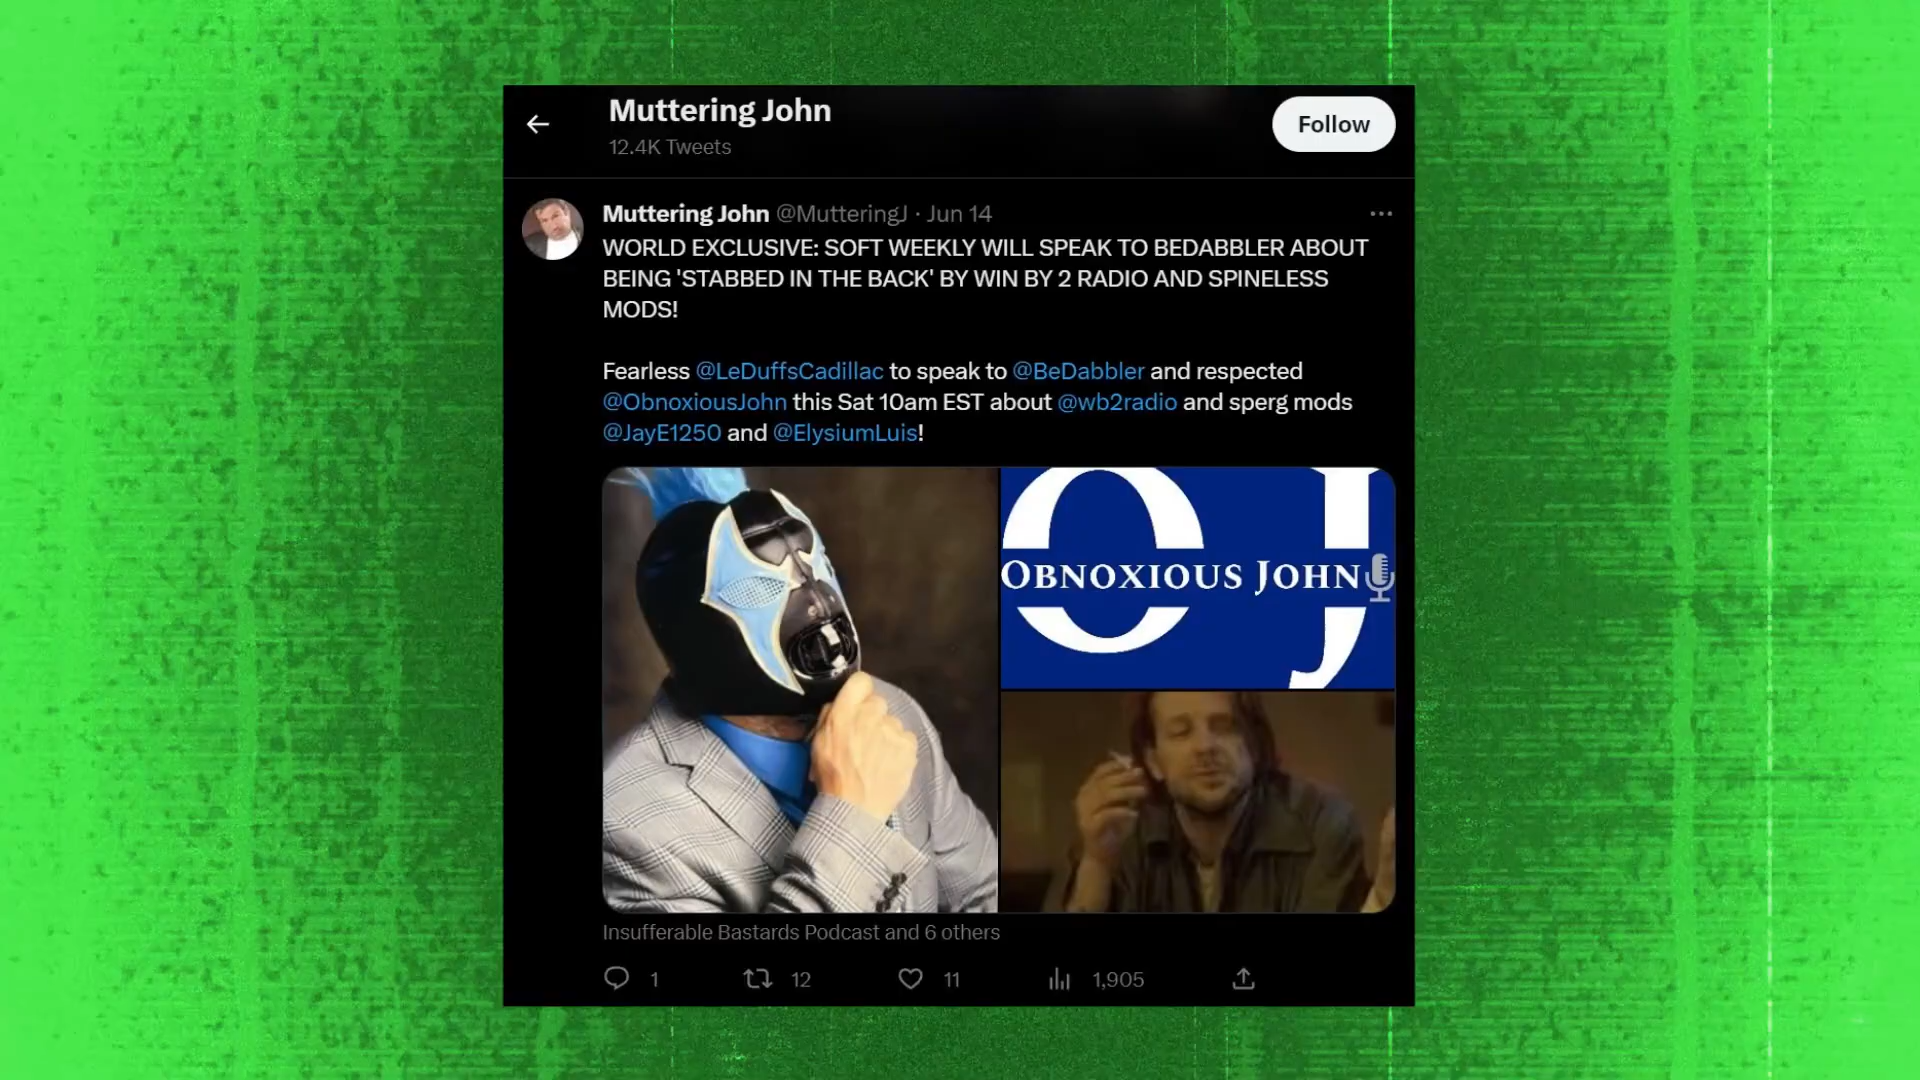 Muttering John
12.4K Tweets
Follow
Muttering John @MutteringJ · Jun 14
WORLD EXCLUSIVE: SOFT WEEKLY WILL SPEAK TO BEDABBLER ABOUT
BEING 'STABBED IN THE BACK' BY WIN BY 2 RADIO AND SPINELESS
MODS!
Fearless @LeDuffsCadillac to speak to @BeDabbler and respected
@ObnoxiousJohn this Sat 10am EST about @wb2radio and sperg mods
@JayE1250 and @ElysiumLuis!
OJ
OBNOXIOUS JOHN
Insufferable Bastards Podcast and 6 others
1 12 11 1,905